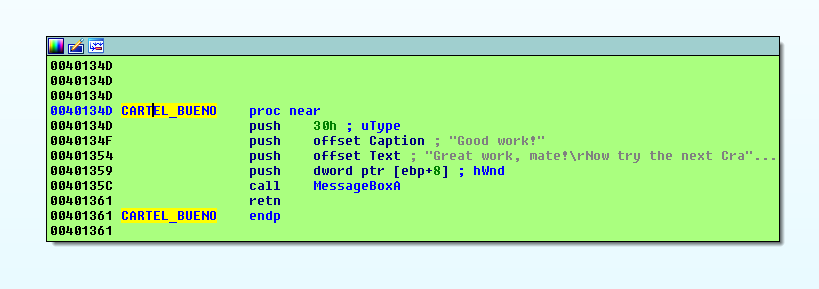 0040134D
0040134D
0040134D
0040134D CARTEL_BUENO    proc near
0040134D                 push    30h ; uType
0040134F                 push    offset Caption ; "Good work!"
00401354                 push    offset Text ; "Great work, mate!\rNow try the next Cra"...
00401359                 push    dword ptr [ebp+8] ; hWnd
0040135C                 call    MessageBoxA
00401361                 retn
00401361 CARTEL_BUENO    endp
00401361